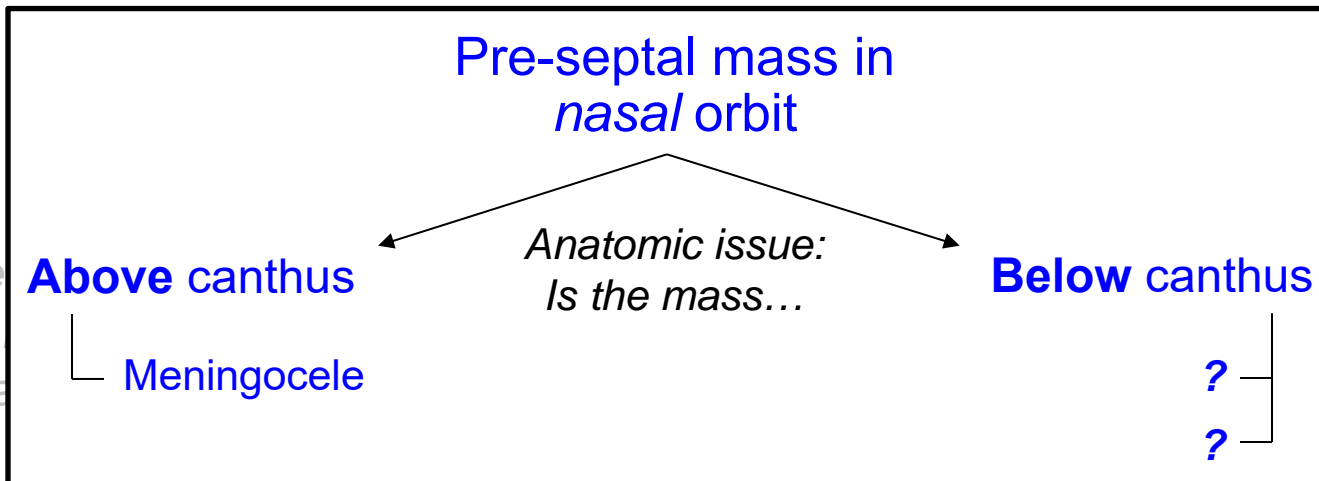 Pre-septal mass in
nasal orbit
Anatomic issue:
Is the mass…
Above canthus
Below canthus
Meningocele
?
?